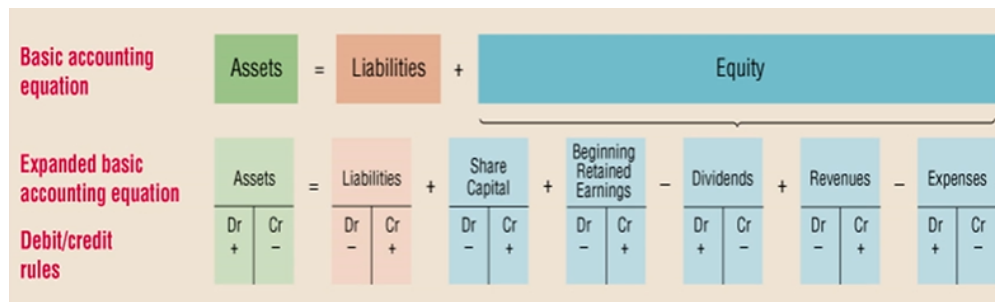 Basic accounting
equation
Assets = Liabilities + Equity
Expanded basic
accounting equation
Assets = Liabilities + Share
Capital + Beginning
Retained
Earnings − Dividends + Revenues − Expenses
Debit/credit
rules
Dr Cr Dr Cr Dr Cr Dr Cr Dr Cr Dr Cr Dr Cr
+ − − + − + − + + − − + + −